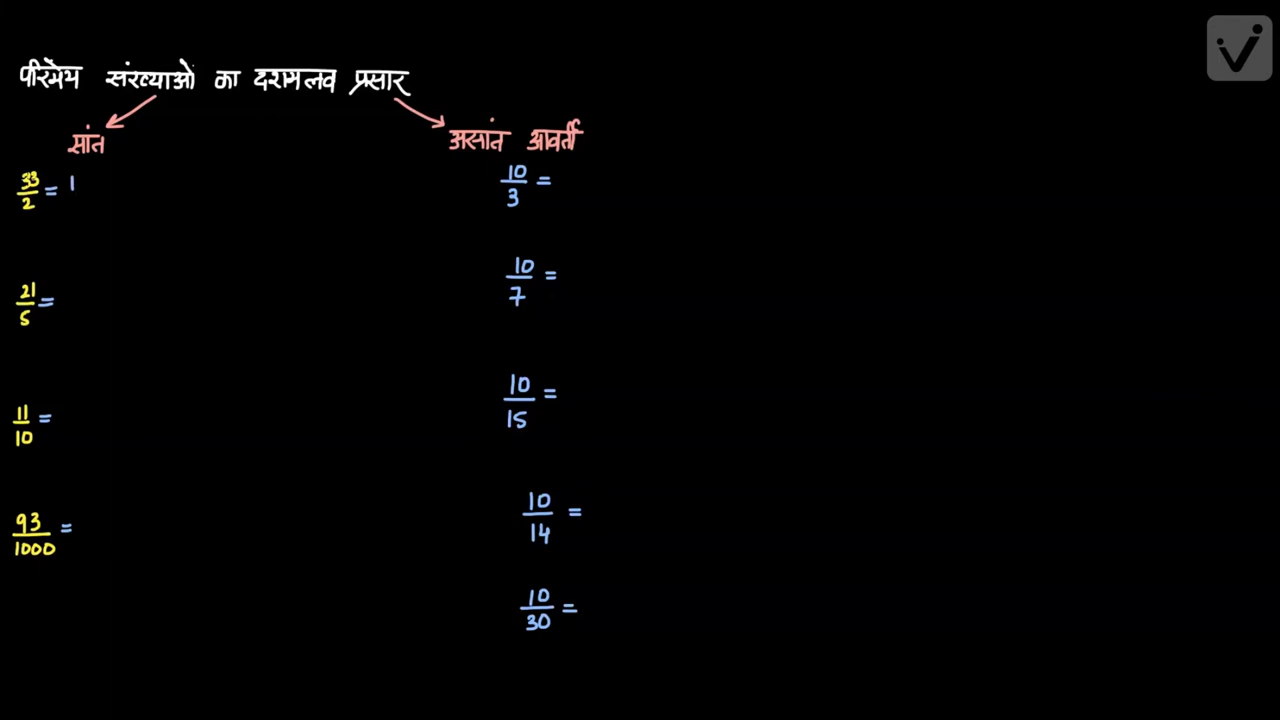 परिमेय संख्याओं का दशमलव प्रसार
सांत
असांत आवर्ती
33/2 = 1
21/5 =
11/10 =
93/1000 =
10/3 =
10/7 =
10/15 =
10/14 =
10/30 =